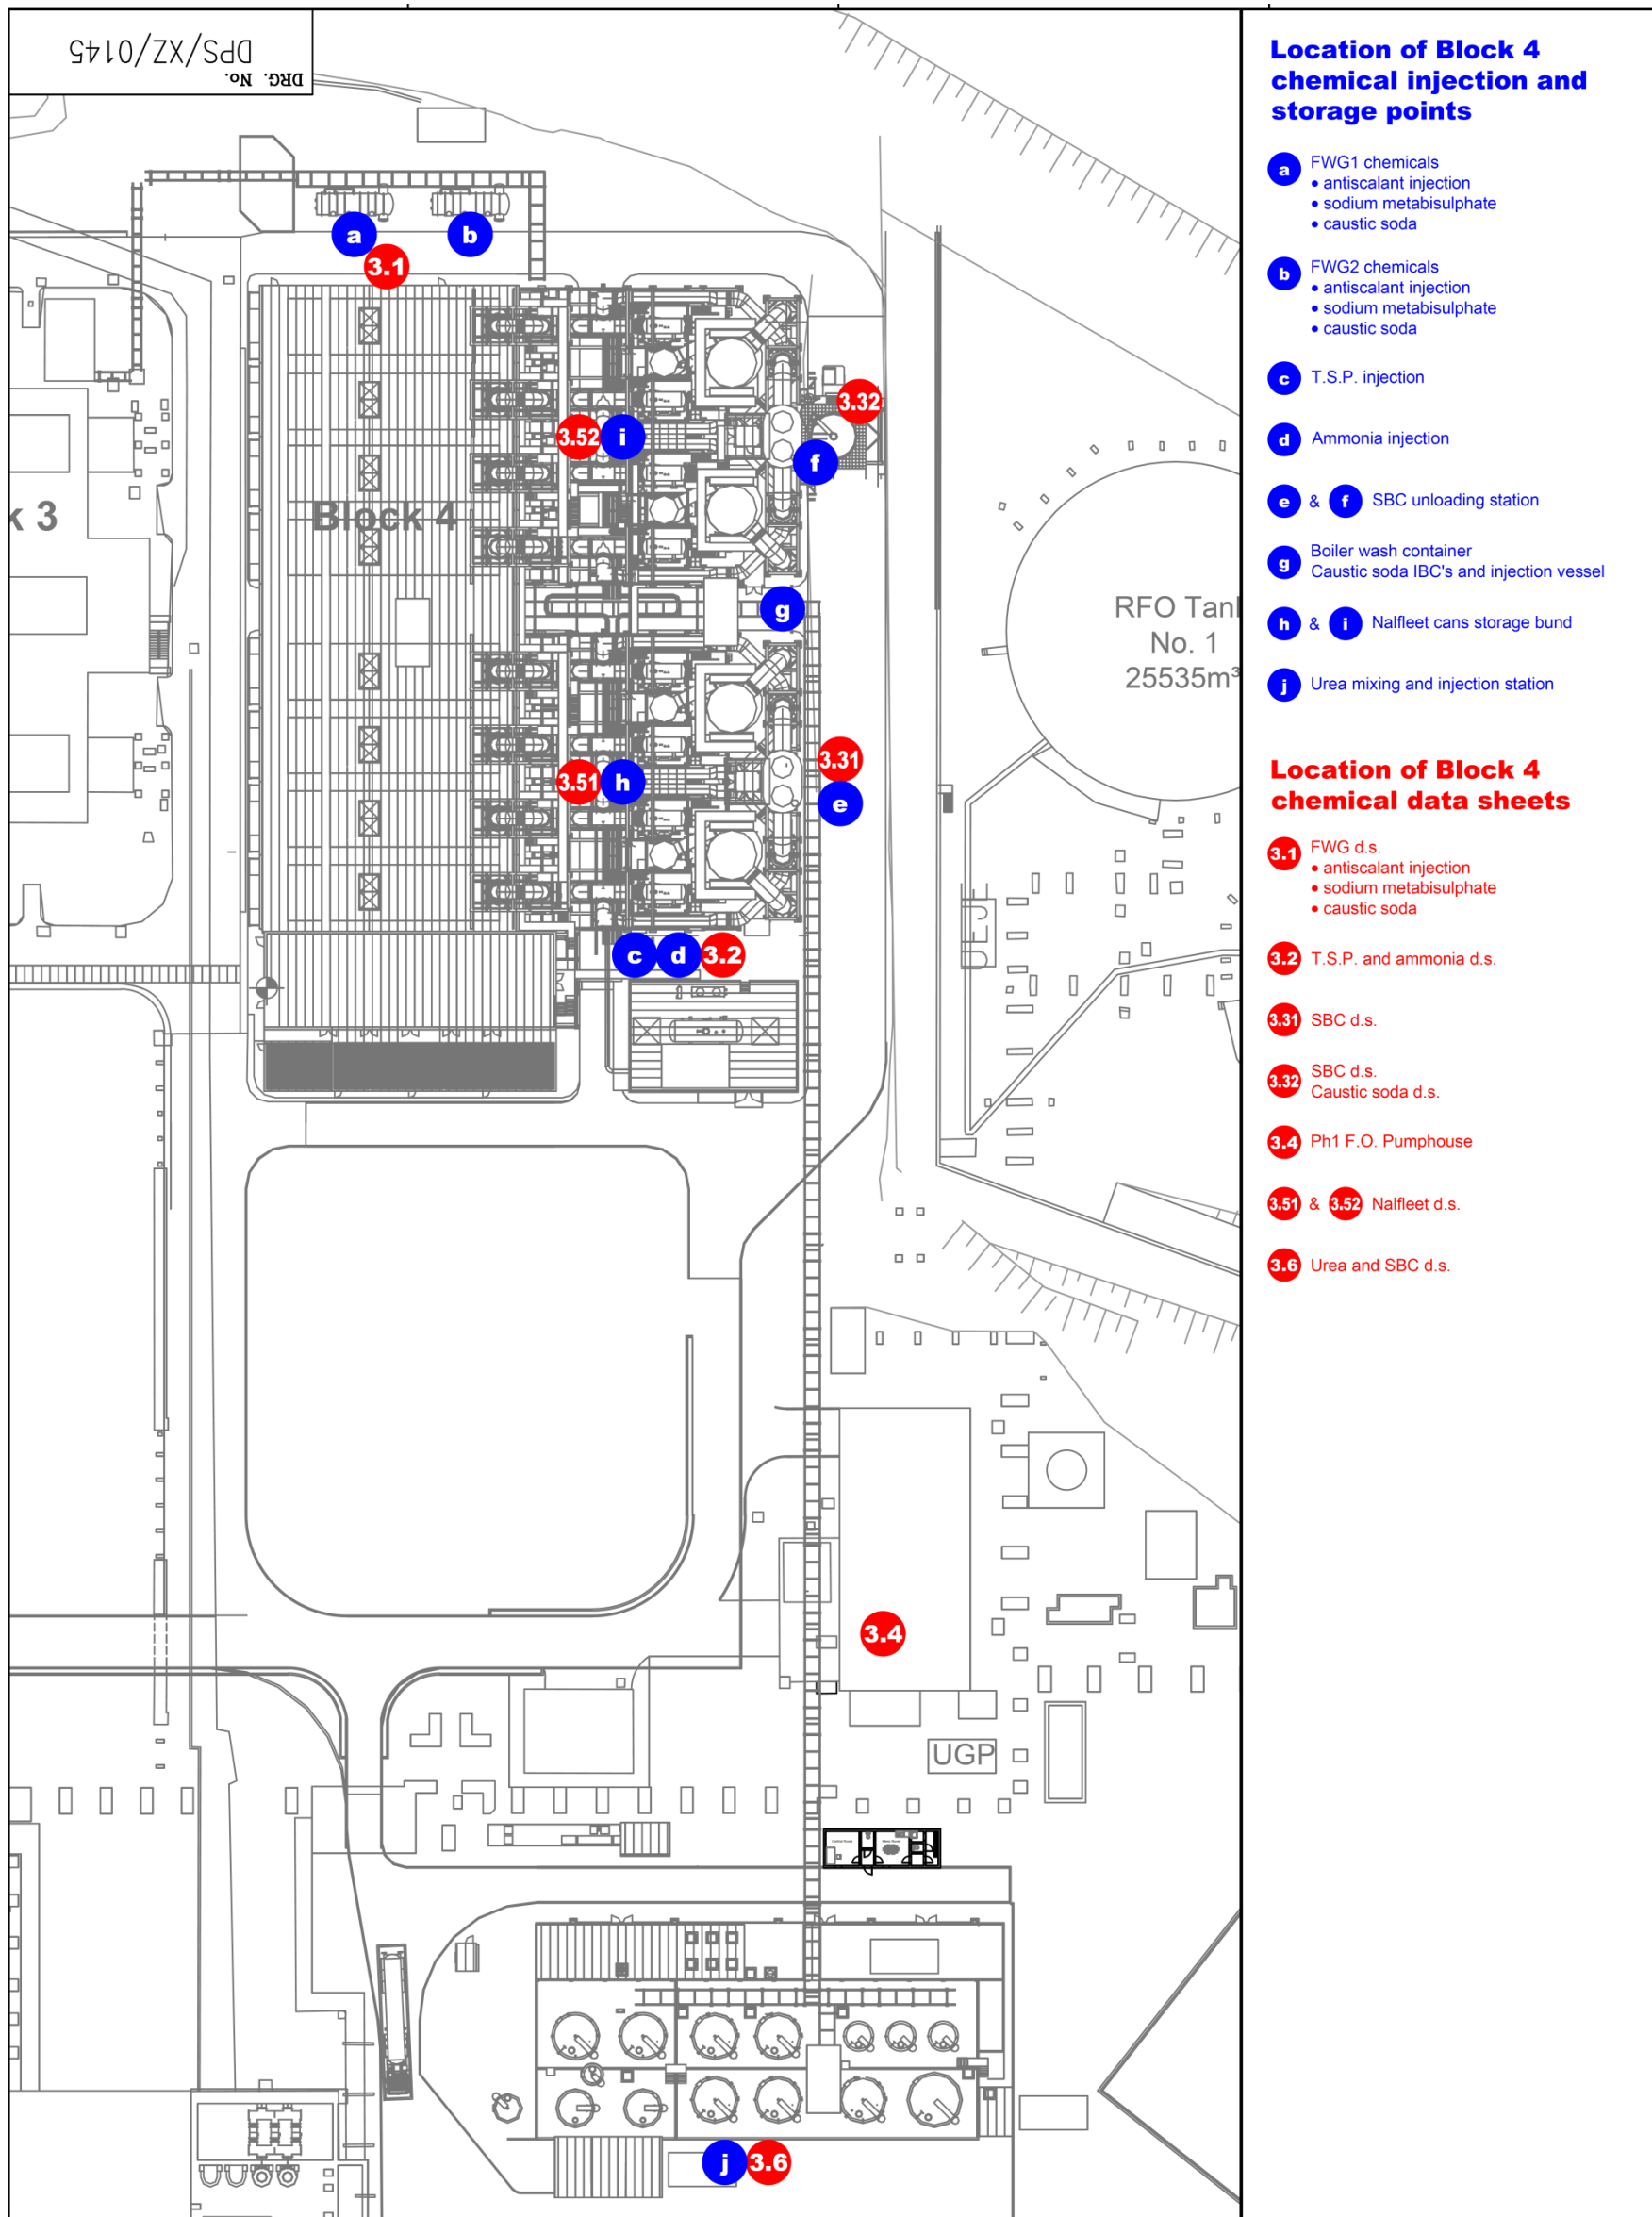 DPS/XZ/0145
DRG. No.
a
b
3.1
3.32
3.52
i
f
k 3
Block 4
g
RFO Tan
No. 1
25535m³
3.31
3.51
h
e
c
d
3.2
3.4
UGP
j
3.6
Location of Block 4
chemical injection and
storage points
a FWG1 chemicals
• antiscalant injection
• sodium metabisulphate
• caustic soda
b FWG2 chemicals
• antiscalant injection
• sodium metabisulphate
• caustic soda
c T.S.P. injection
d Ammonia injection
e & f SBC unloading station
g Boiler wash container
Caustic soda IBC's and injection vessel
h & i Nalfleet cans storage bund
j Urea mixing and injection station
Location of Block 4
chemical data sheets
3.1 FWG d.s.
• antiscalant injection
• sodium metabisulphate
• caustic soda
3.2 T.S.P. and ammonia d.s.
3.31 SBC d.s.
3.32 SBC d.s.
Caustic soda d.s.
3.4 Ph1 F.O. Pumphouse
3.51 & 3.52 Nalfleet d.s.
3.6 Urea and SBC d.s.